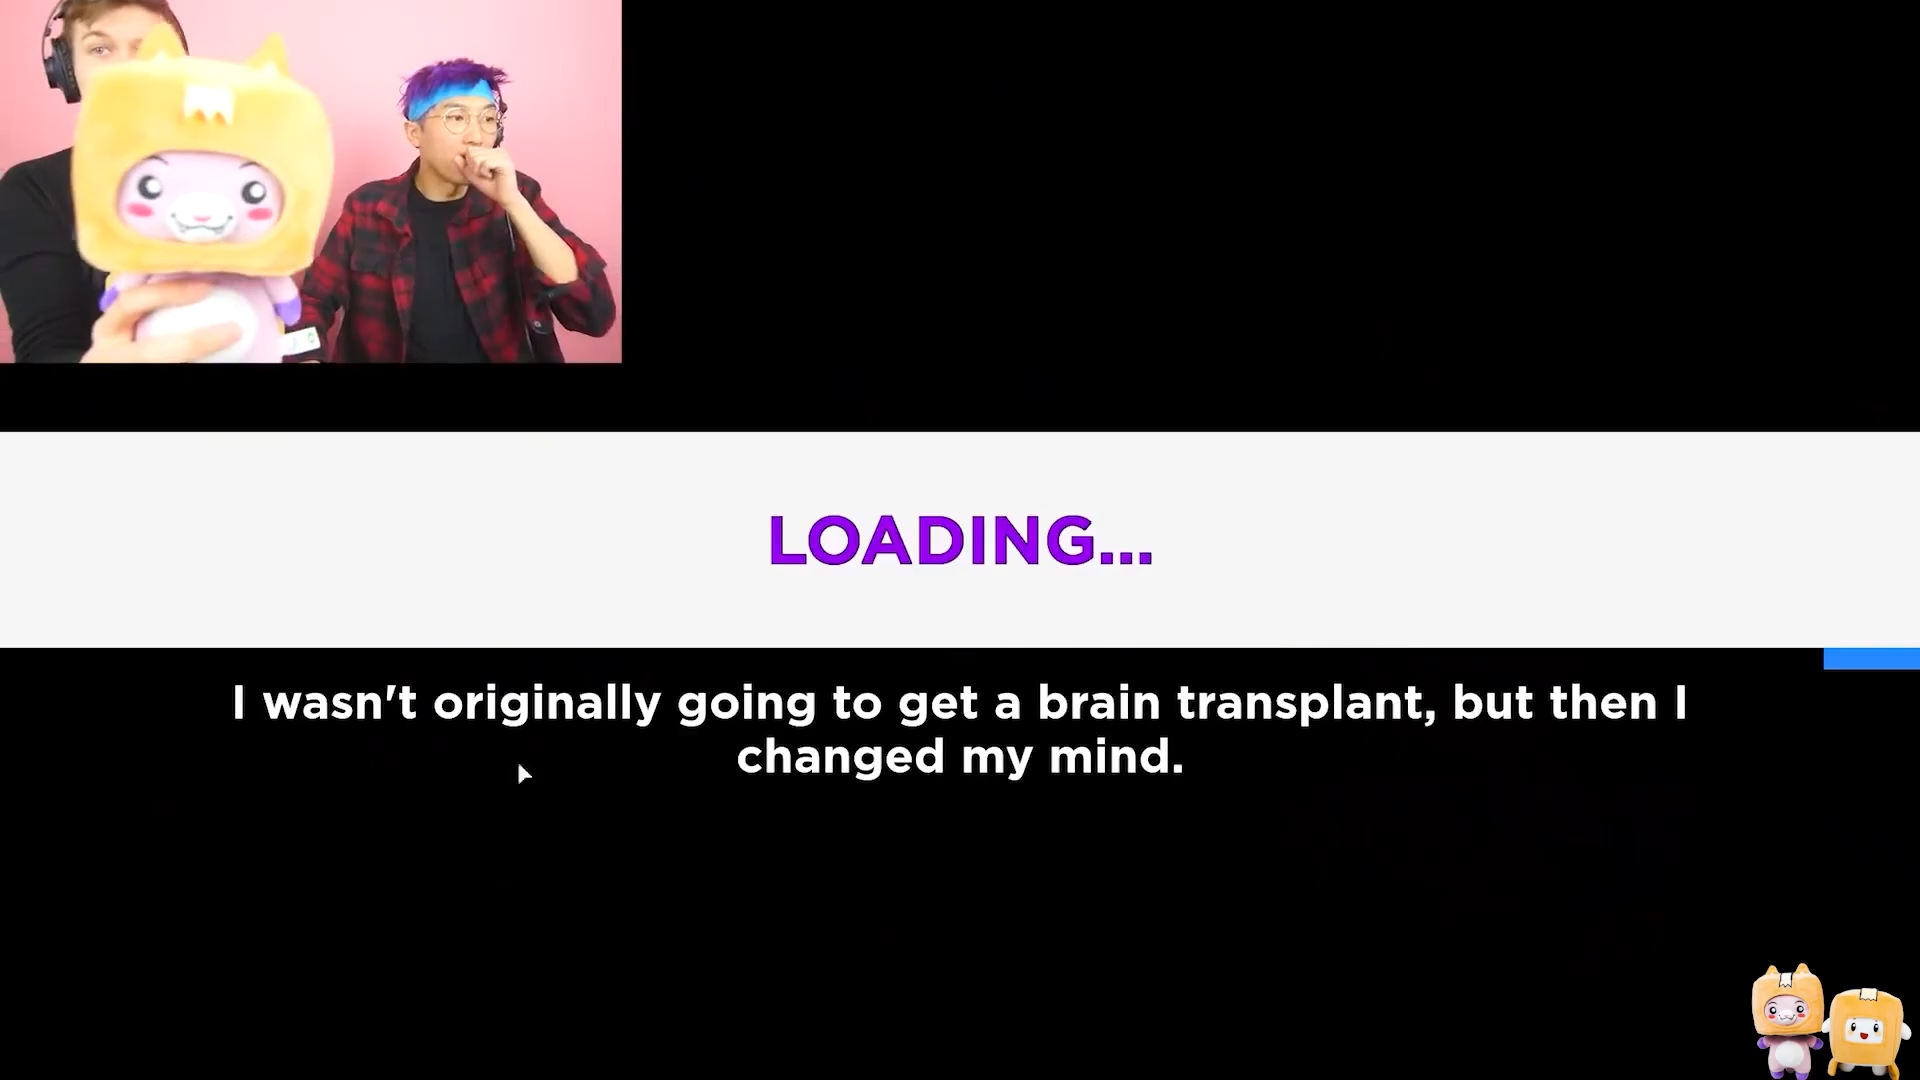 LOADING...
I wasn't originally going to get a brain transplant, but then I
changed my mind.